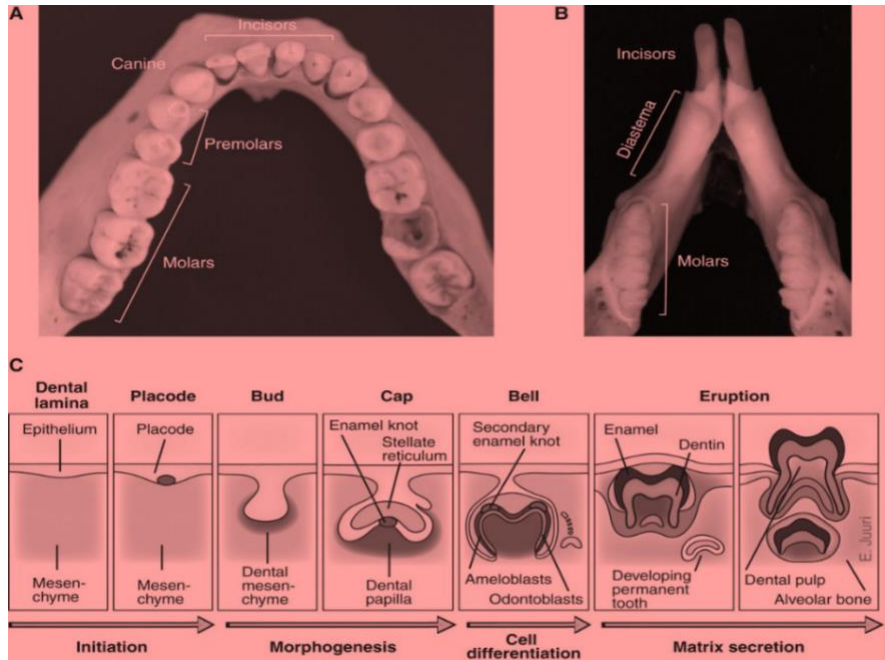 A
Incisors
Canine
Premolars
Molars
B
Incisors
Diastema
Molars
C
Dental
lamina
Placode
Bud
Cap
Bell
Eruption
Epithelium
Mesen-
chyme
Placode
Mesen-
chyme
Dental
mesen-
chyme
Enamel knot
Stellate
reticulum
Dental
papilla
Secondary
enamel knot
Ameloblasts
Odontoblasts
Enamel
Dentin
Developing
permanent
tooth
Dental pulp
Alveolar bone
E. Juuri
Initiation
Morphogenesis
Cell
differentiation
Matrix secretion